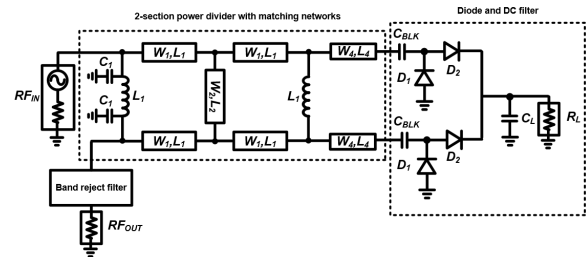 2-section power divider with matching networks
Diode and DC filter
RF_IN
C_1
C_1
L_1
W_1,L_1
W_1,L_1
W_2,L_2
W_1,L_1
W_1,L_1
L_1
W_4,L_4
W_4,L_4
C_BLK
D_1
D_2
C_BLK
D_1
D_2
C_L
R_L
Band reject filter
RF_OUT